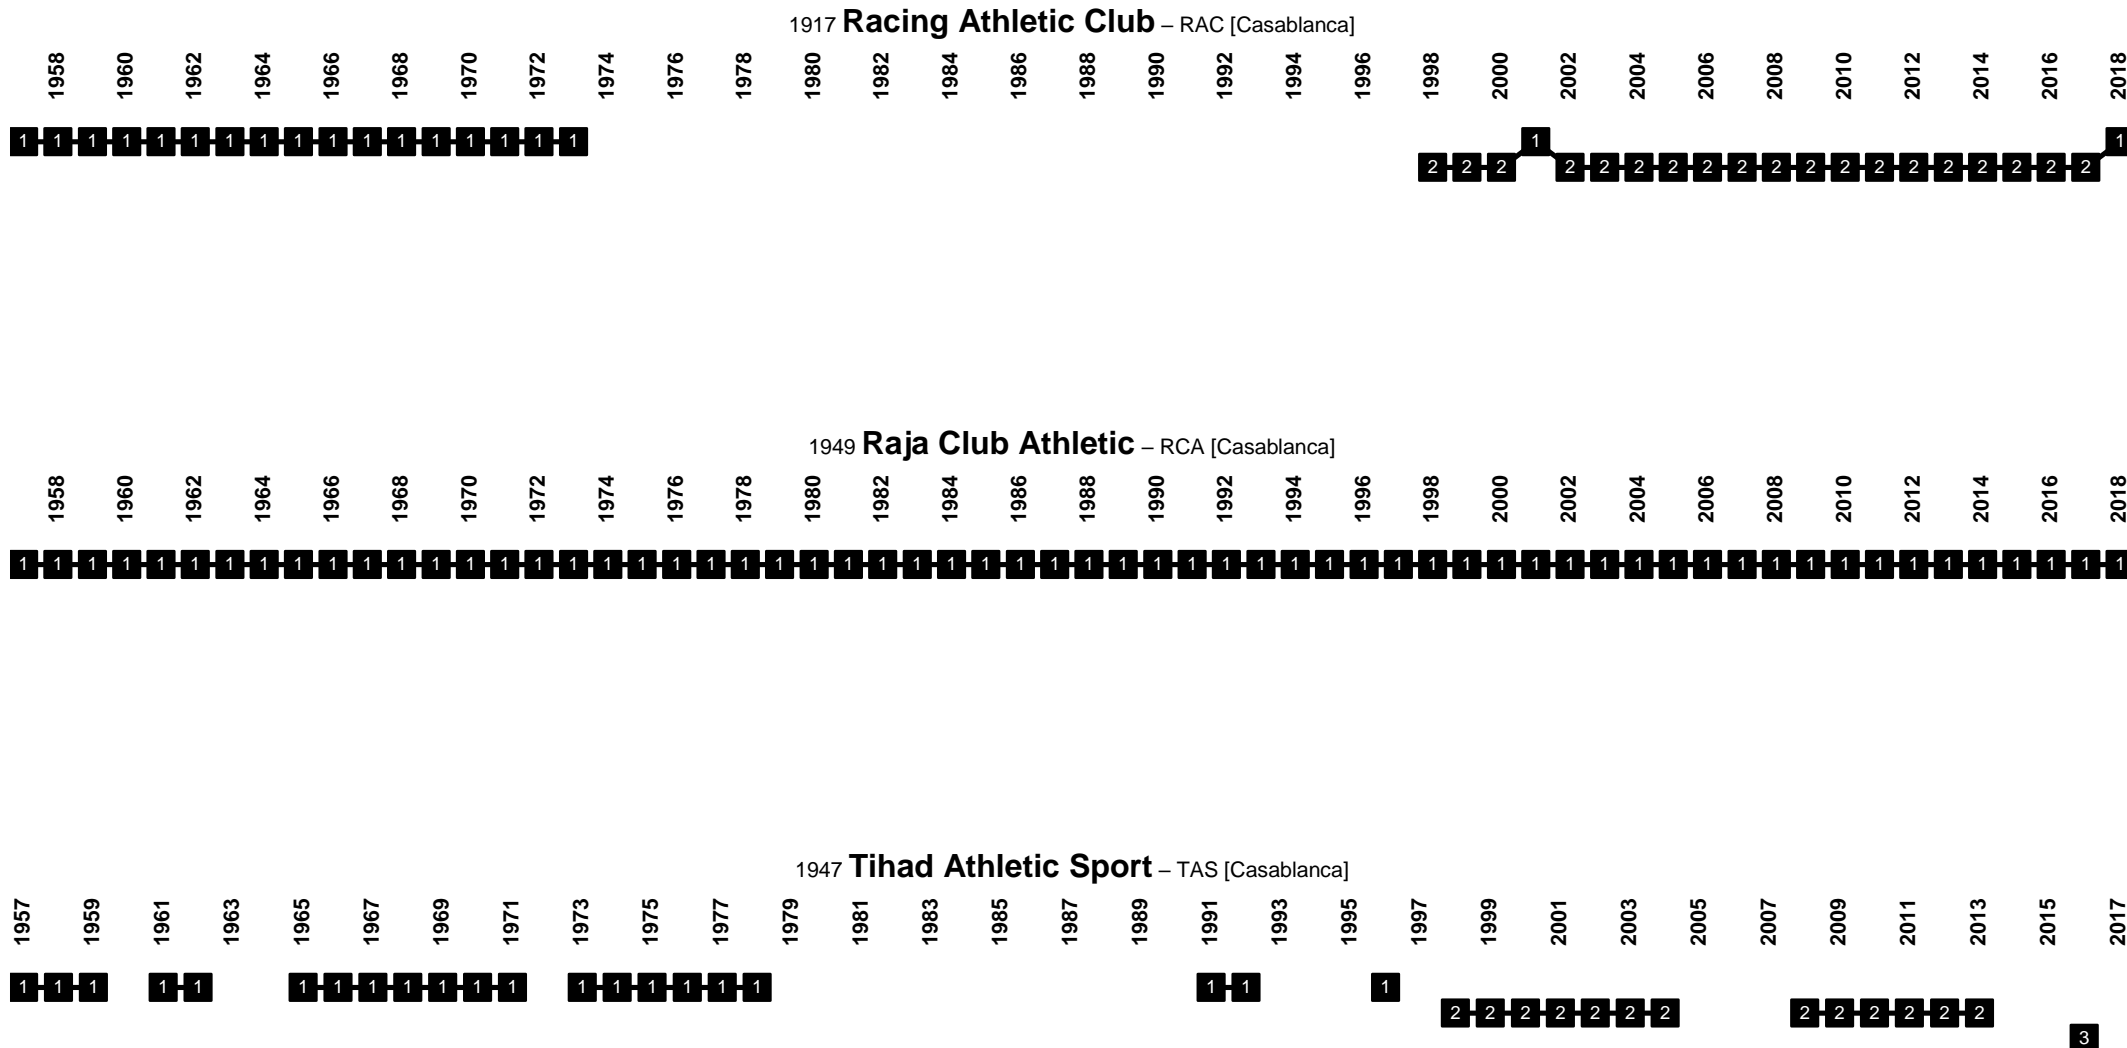 1917 Racing Athletic Club – RAC [Casablanca]
1958 1960 1962 1964 1966 1968 1970 1972 1974 1976 1978 1980 1982 1984 1986 1988 1990 1992 1994 1996 1998 2000 2002 2004 2006 2008 2010 2012 2014 2016 2018
1 1 1 1 1 1 1 1 1 1 1 1 1 1 1 1 1 1 1
2 2 2 2 2 2 2 2 2 2 2 2 2 2 2 2 2 2 2
1949 Raja Club Athletic – RCA [Casablanca]
1958 1960 1962 1964 1966 1968 1970 1972 1974 1976 1978 1980 1982 1984 1986 1988 1990 1992 1994 1996 1998 2000 2002 2004 2006 2008 2010 2012 2014 2016 2018
1 1 1 1 1 1 1 1 1 1 1 1 1 1 1 1 1 1 1 1 1 1 1 1 1 1 1 1 1 1 1 1 1 1 1 1 1 1 1 1 1 1 1 1 1 1 1 1 1 1 1 1 1 1 1 1 1 1 1 1 1 1
1947 Tihad Athletic Sport – TAS [Casablanca]
1957 1959 1961 1963 1965 1967 1969 1971 1973 1975 1977 1979 1981 1983 1985 1987 1989 1991 1993 1995 1997 1999 2001 2003 2005 2007 2009 2011 2013 2015 2017
1 1 1 1 1 1 1 1 1 1 1 1 1 1 1 1 1 1 1 1 1
2 2 2 2 2 2 2 2 2 2 2 2 2
3